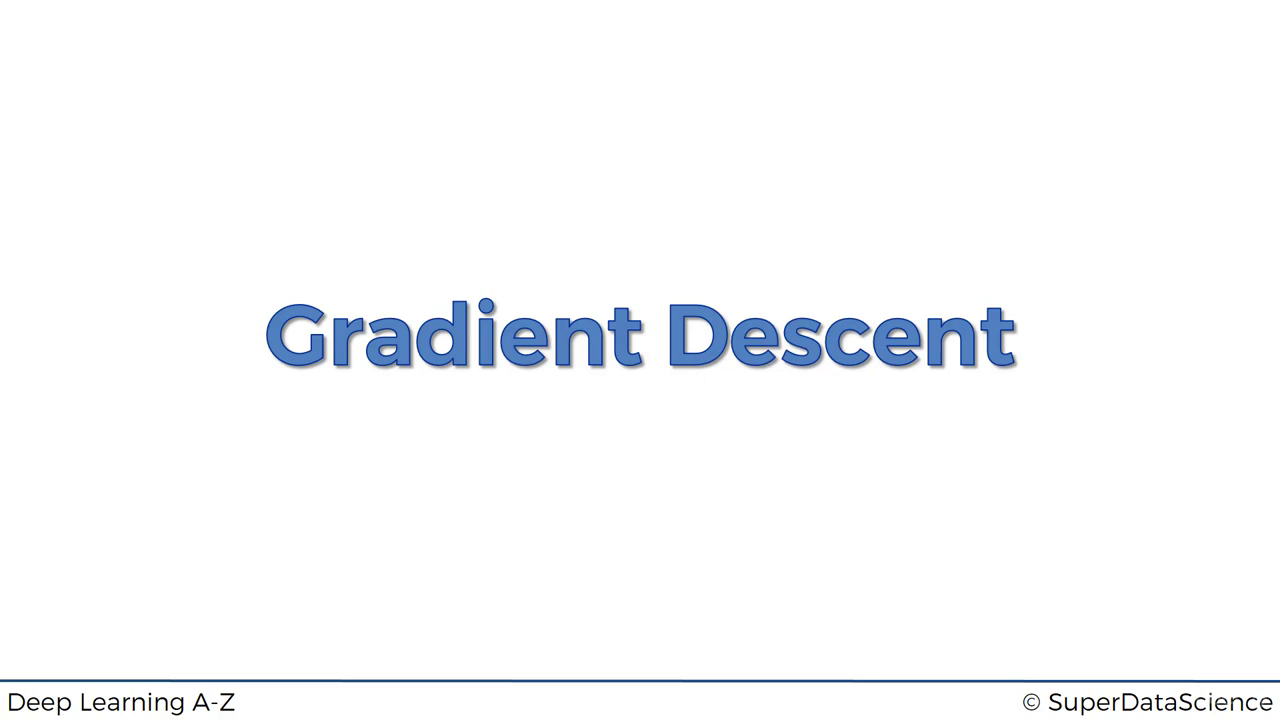 Gradient Descent
Deep Learning A-Z
© SuperDataScience